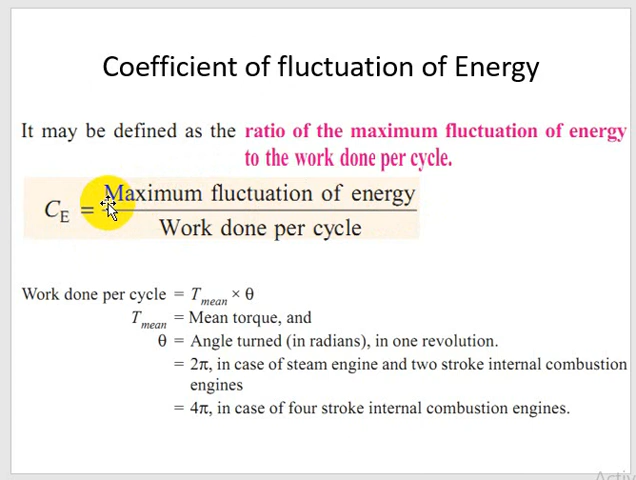 Coefficient of fluctuation of Energy
It may be defined as the ratio of the maximum fluctuation of energy
to the work done per cycle.
C_E = Maximum fluctuation of energy
Work done per cycle
Work done per cycle = T_mean × θ
T_mean = Mean torque, and
θ = Angle turned (in radians), in one revolution.
= 2π, in case of steam engine and two stroke internal combustion
engines
= 4π, in case of four stroke internal combustion engines.